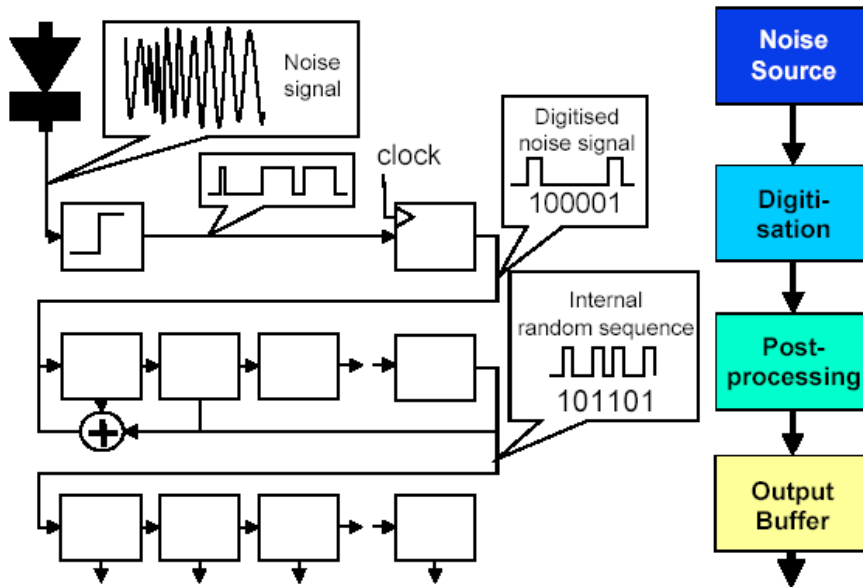 Noise
signal
clock
Digitised
noise signal
100001
Internal
random sequence
101101
Noise
Source
Digiti-
sation
Post-
processing
Output
Buffer